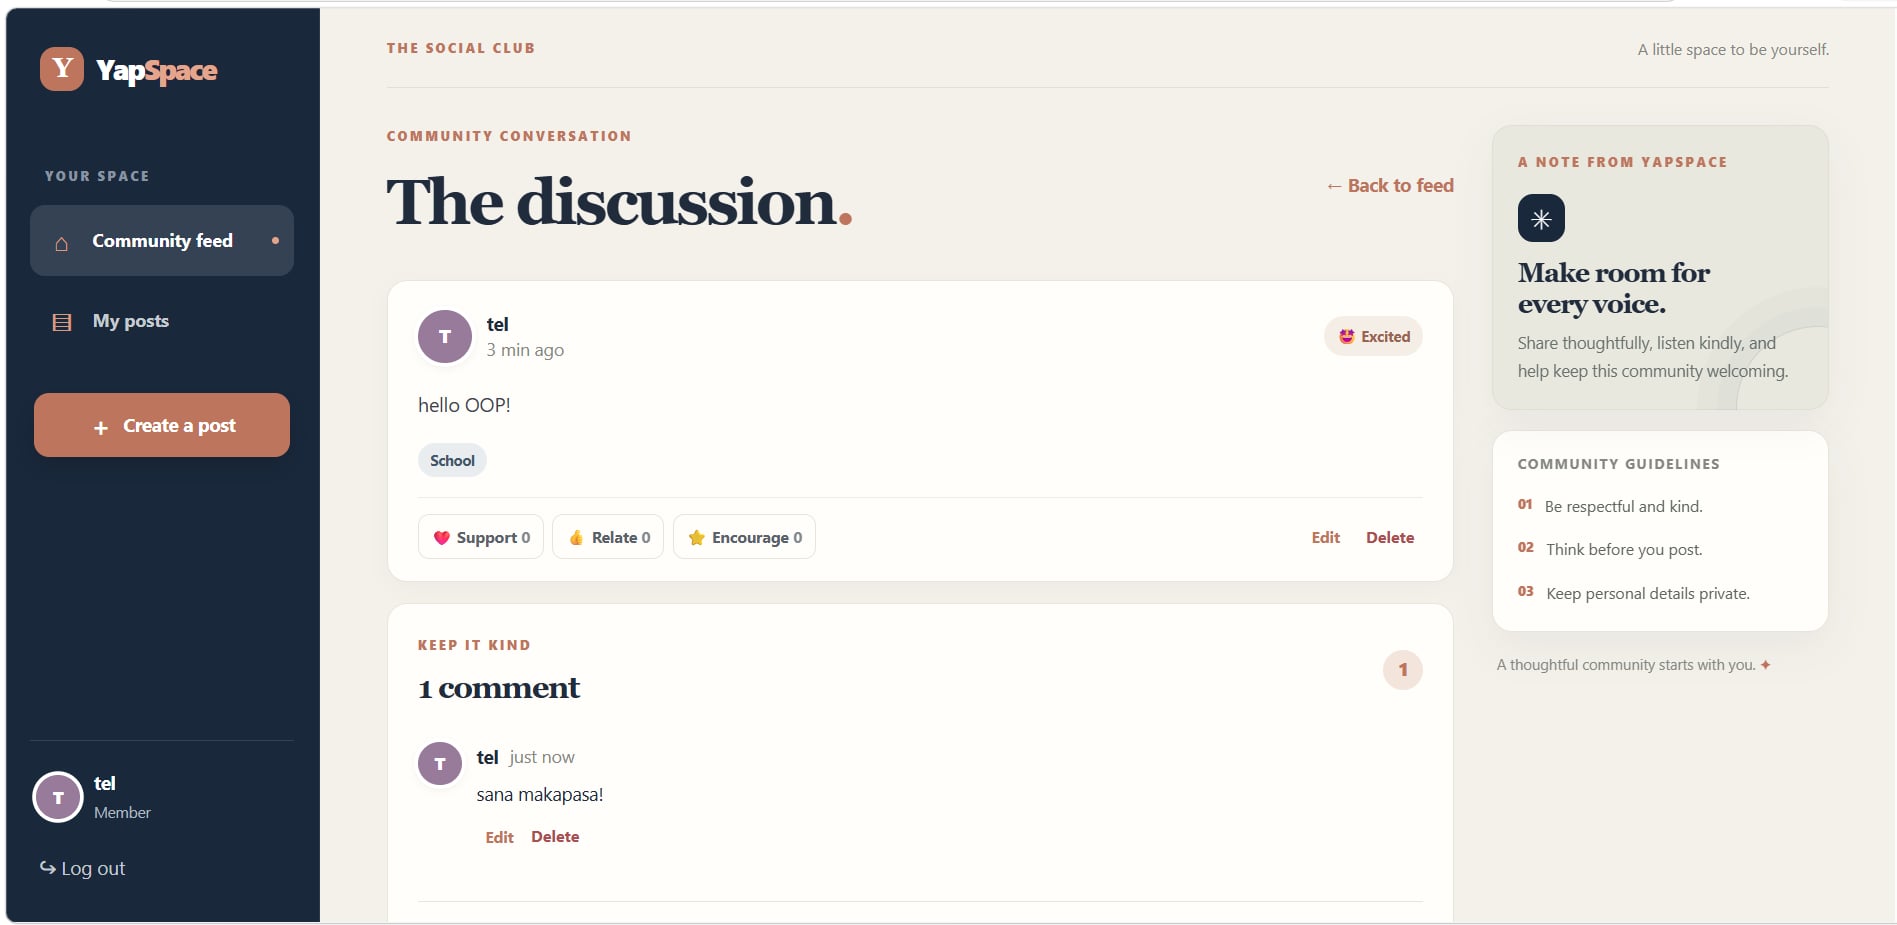 Y YapSpace
YOUR SPACE
Community feed
My posts
+ Create a post
T
tel
Member
↪ Log out
THE SOCIAL CLUB
A little space to be yourself.
COMMUNITY CONVERSATION
The discussion.
← Back to feed
T
tel
3 min ago
🤩 Excited
hello OOP!
School
❤️ Support 0
👍 Relate 0
⭐ Encourage 0
Edit
Delete
KEEP IT KIND
1 comment
1
T
tel just now
sana makapasa!
Edit
Delete
A NOTE FROM YAPSPACE
Make room for
every voice.
Share thoughtfully, listen kindly, and
help keep this community welcoming.
COMMUNITY GUIDELINES
01 Be respectful and kind.
02 Think before you post.
03 Keep personal details private.
A thoughtful community starts with you. ✦